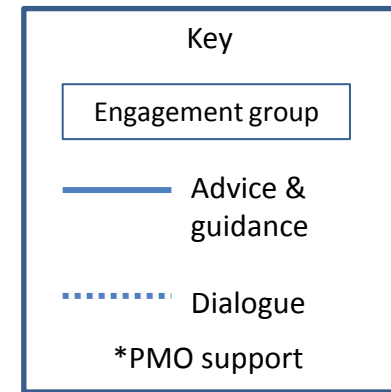 Key
Engagement group
Advice &
guidance
Dialogue
*PMO support